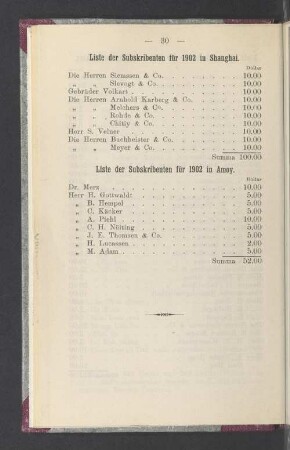 — 30 —
Liste der Subskribenten für 1902 in Shanghai.
Dollar
Die Herren Siemssen & Co. 10.00
„ „ Slevogt & Co. 10.00
Gebrüder Volkart 10.00
Die Herren Arnhold Karberg & Co. 10.00
„ „ Melchers & Co. 10.00
„ „ Rohde & Co. 10.00
„ „ & Co. 10.00
Herr S. Velner 10.00
Die Herren Buchheister & Co. 10.00
„ „ Meyer & Co. 10.00
Summa 100.00
Liste der Subskribenten für 1902 in Amoy.
Dollar
Dr. Merz 10.00
Herr H. Guttwaldt 5.00
„ B. Hempel 5.00
„ C. Käcker 5.00
„ A. Piehl 10.00
„ C. H. 5.00
„ J. E. Thomsen & Co. 5.00
„ H. 2.00
„ M. Adam 5.00
Summa 52.00